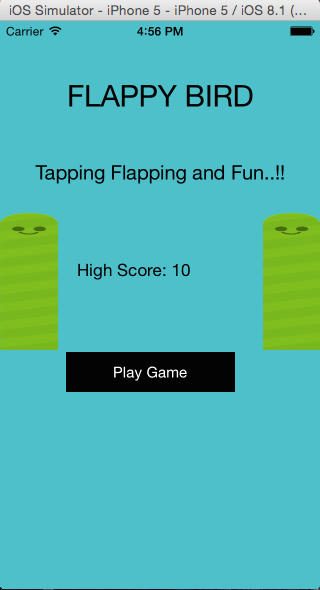 iOS Simulator - iPhone 5 - iPhone 5 / iOS 8.1 (...
Carrier 4:56 PM
FLAPPY BIRD
Tapping Flapping and Fun..!!
High Score: 10
Play Game